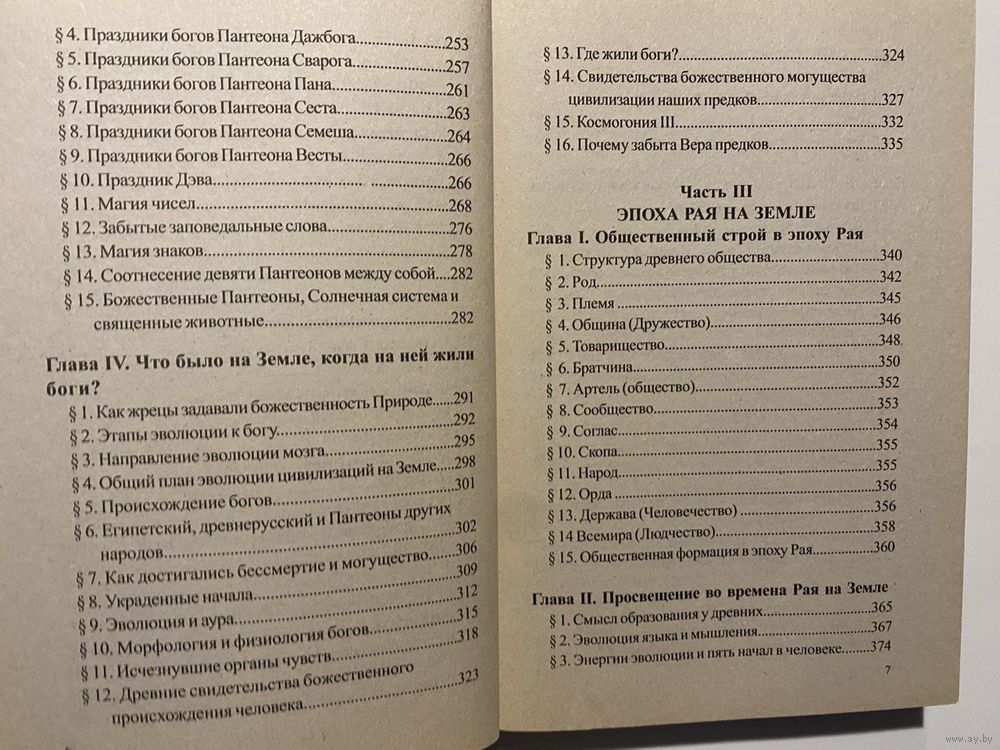 § 4. Праздники богов Пантеона Дажбога.....253
§ 5. Праздники богов Пантеона Сварога.....257
§ 6. Праздники богов Пантеона Пана.....261
§ 7. Праздники богов Пантеона Сеста.....263
§ 8. Праздники богов Пантеона Семеша.....264
§ 9. Праздники богов Пантеона Весты.....266
§ 10. Праздник Дэва.....266
§ 11. Магия чисел.....268
§ 12. Забытые заповедальные слова.....276
§ 13. Магия знаков.....278
§ 14. Соотнесение девяти Пантеонов между собой....282
§ 15. Божественные Пантеоны, Солнечная система и
священные животные.....282
Глава IV. Что было на Земле, когда на ней жили
боги?
§ 1. Как жрецы задавали божественность Природе.....291
§ 2. Этапы эволюции к богу.....292
§ 3. Направление эволюции мозга.....295
§ 4. Общий план эволюции цивилизаций на Земле.....298
§ 5. Происхождение богов.....301
§ 6. Египетский, древнерусский и Пантеоны других
народов.....302
§ 7. Как достигались бессмертие и могущество.....306
§ 8. Украденные начала.....309
§ 9. Эволюция и аура.....312
§ 10. Морфология и физиология богов.....315
§ 11. Исчезнувшие органы чувств.....318
§ 12. Древние свидетельства божественного
происхождения человека.....323
§ 13. Где жили боги?.....324
§ 14. Свидетельства божественного могущества
цивилизации наших предков.....327
§ 15. Космогония III.....332
§ 16. Почему забыта Вера предков.....335
Часть III
ЭПОХА РАЯ НА ЗЕМЛЕ
Глава I. Общественный строй в эпоху Рая
§ 1. Структура древнего общества.....340
§ 2. Род.....342
§ 3. Племя.....345
§ 4. Община (Дружество).....346
§ 5. Товарищество.....348
§ 6. Братчина.....350
§ 7. Артель (общество).....352
§ 8. Сообщество.....353
§ 9. Соглас.....354
§ 10. Скопа.....355
§ 11. Народ.....355
§ 12. Орда.....356
§ 13. Держава (Человечество).....356
§ 14 Всемира (Людчество).....358
§ 15. Общественная формация в эпоху Рая.....360
Глава II. Просвещение во времена Рая на Земле
§ 1. Смысл образования у древних.....365
§ 2. Эволюция языка и мышления.....367
§ 3. Энергии эволюции и пять начал в человеке.......374
7
www.ay.by